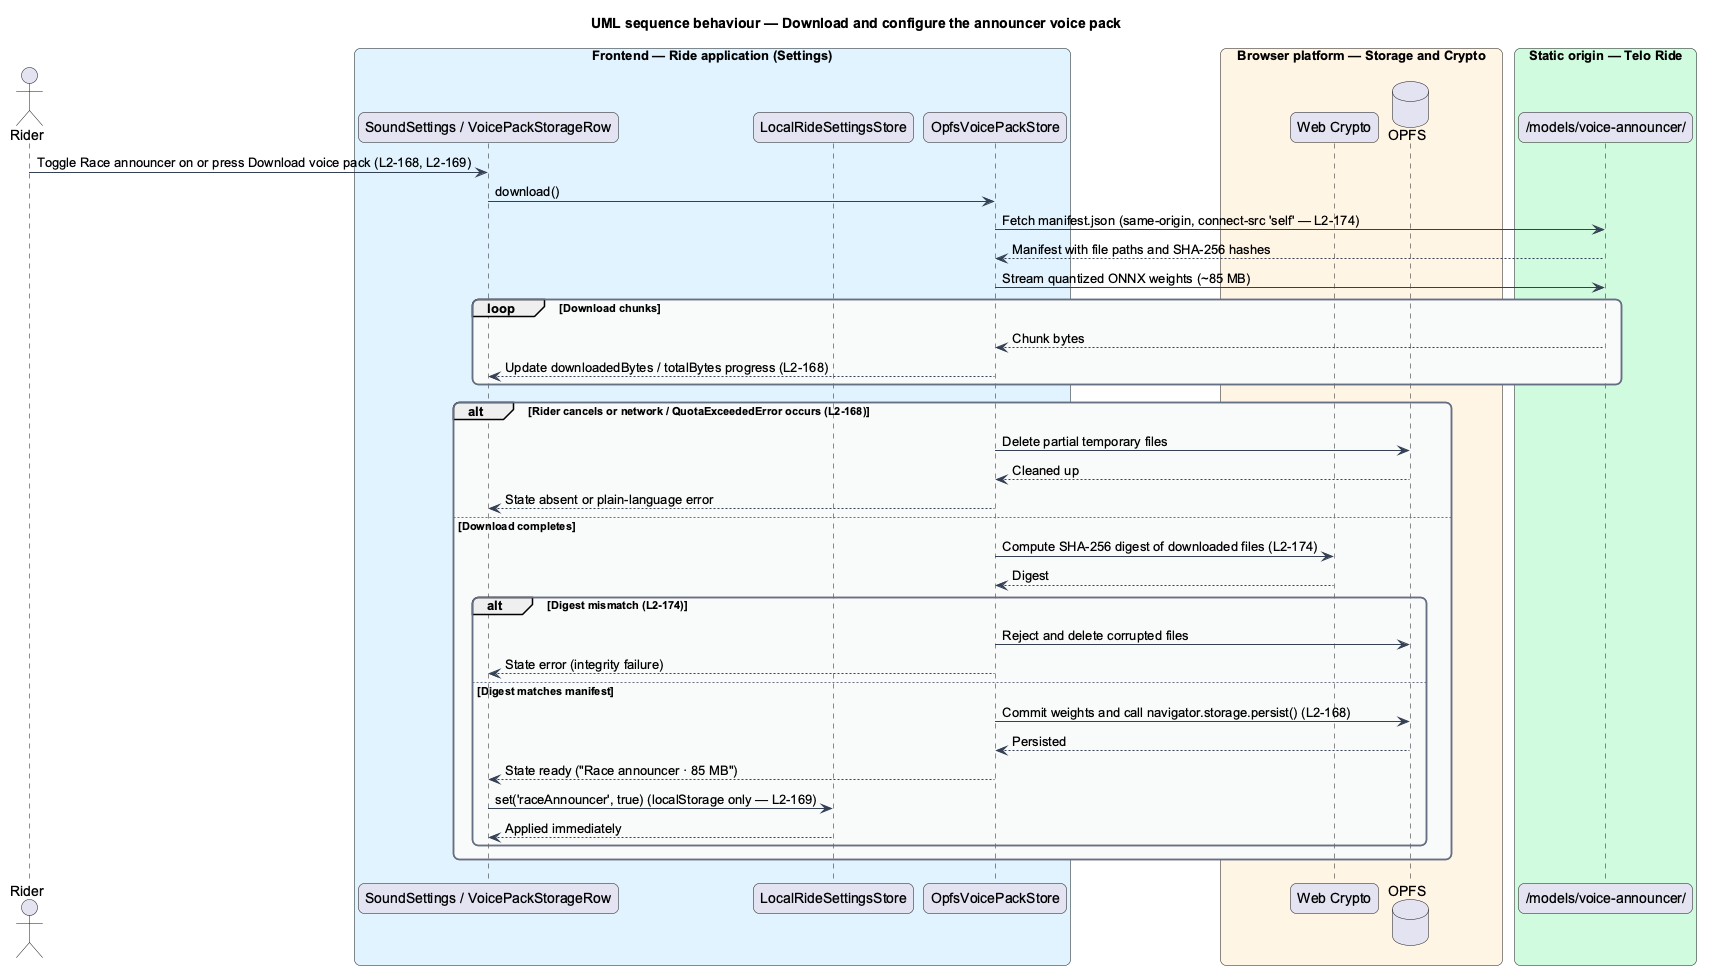 UML sequence behaviour — Download and configure the announcer voice pack
Frontend — Ride application (Settings)
Browser platform — Storage and Crypto
Static origin — Telo Ride
Rider
SoundSettings / VoicePackStorageRow
LocalRideSettingsStore
OpfsVoicePackStore
Web Crypto
OPFS
/models/voice-announcer/
Toggle Race announcer on or press Download voice pack (L2-168, L2-169)
download()
Fetch manifest.json (same-origin, connect-src 'self' — L2-174)
Manifest with file paths and SHA-256 hashes
Stream quantized ONNX weights (~85 MB)
loop
[Download chunks]
Chunk bytes
Update downloadedBytes / totalBytes progress (L2-168)
alt
[Rider cancels or network / QuotaExceededError occurs (L2-168)]
Delete partial temporary files
Cleaned up
State absent or plain-language error
[Download completes]
Compute SHA-256 digest of downloaded files (L2-174)
Digest
alt
[Digest mismatch (L2-174)]
Reject and delete corrupted files
State error (integrity failure)
[Digest matches manifest]
Commit weights and call navigator.storage.persist() (L2-168)
Persisted
State ready ("Race announcer · 85 MB")
set('raceAnnouncer', true) (localStorage only — L2-169)
Applied immediately
Rider
SoundSettings / VoicePackStorageRow
LocalRideSettingsStore
OpfsVoicePackStore
Web Crypto
OPFS
/models/voice-announcer/